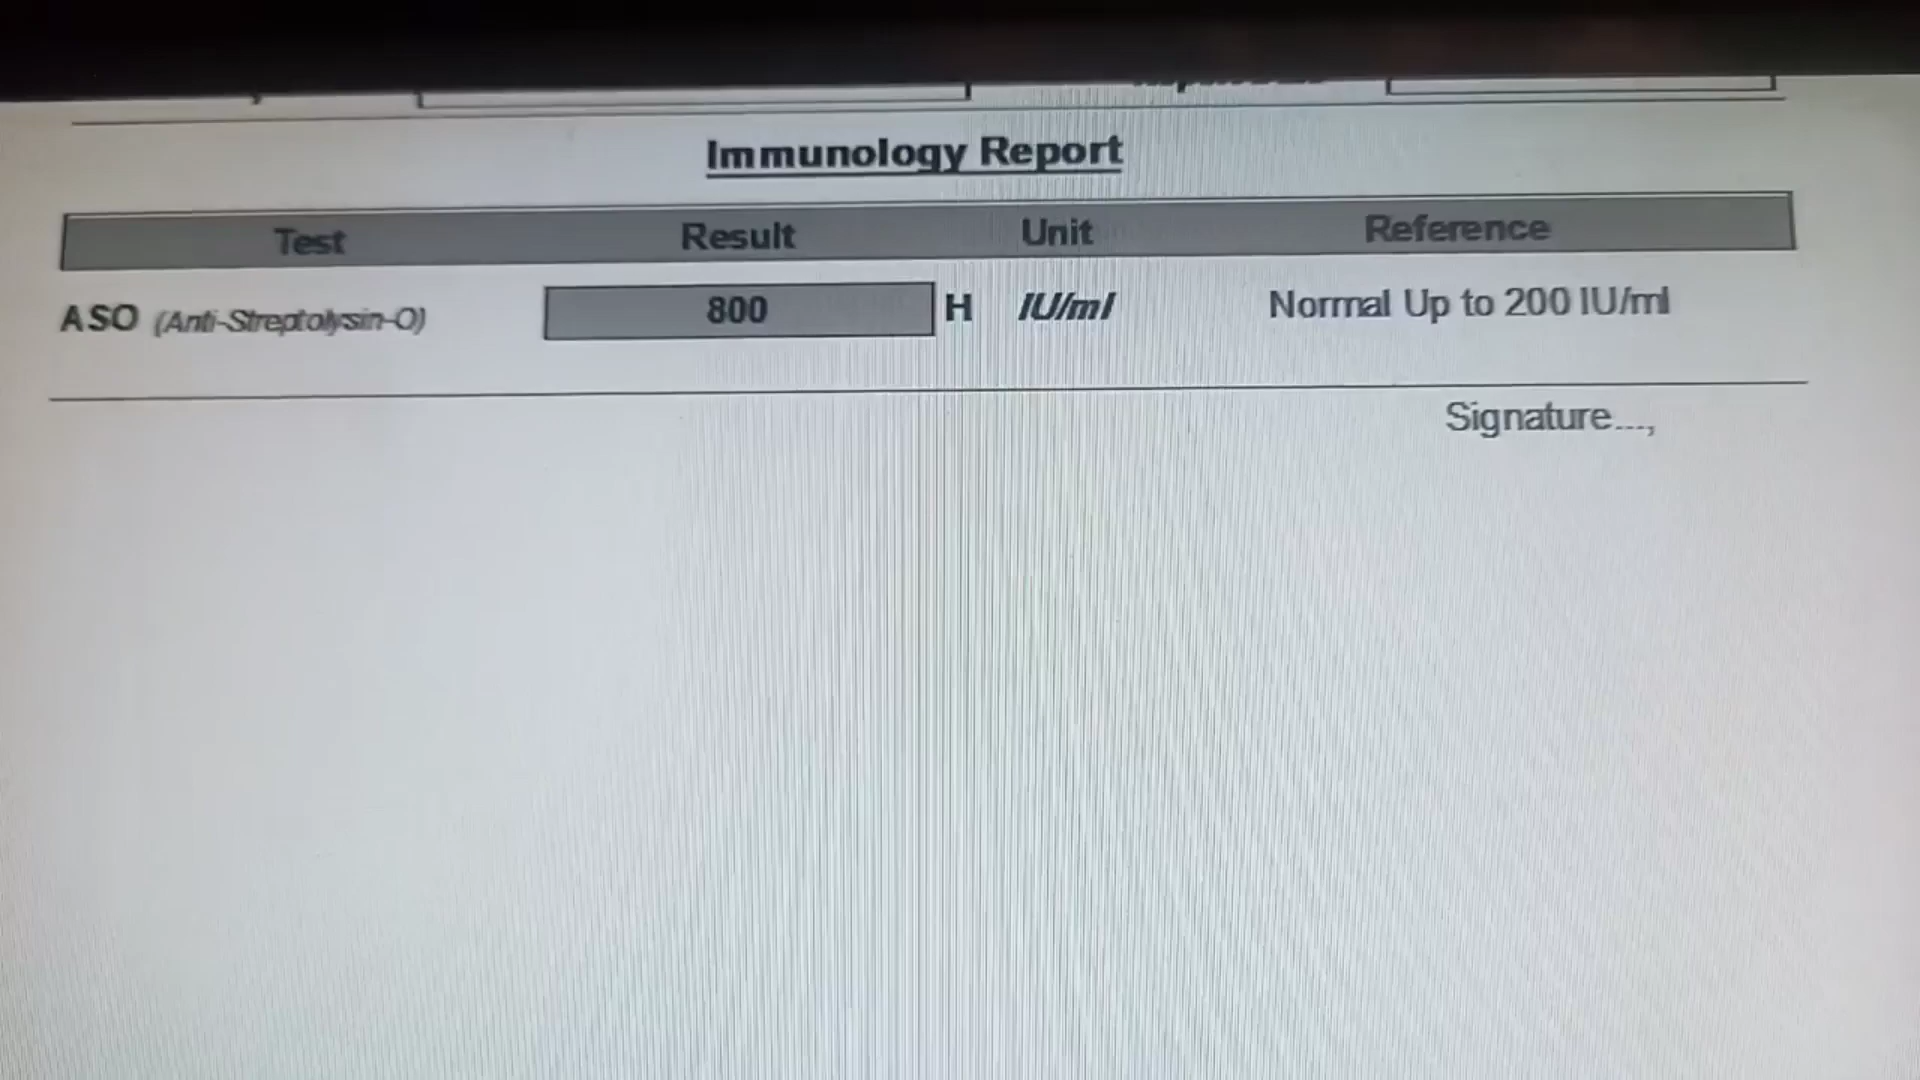 Immunology Report
Test Result Unit Reference
ASO (Anti-Streptolysin-O) 800 H IU/ml Normal Up to 200 IU/ml
Signature...,